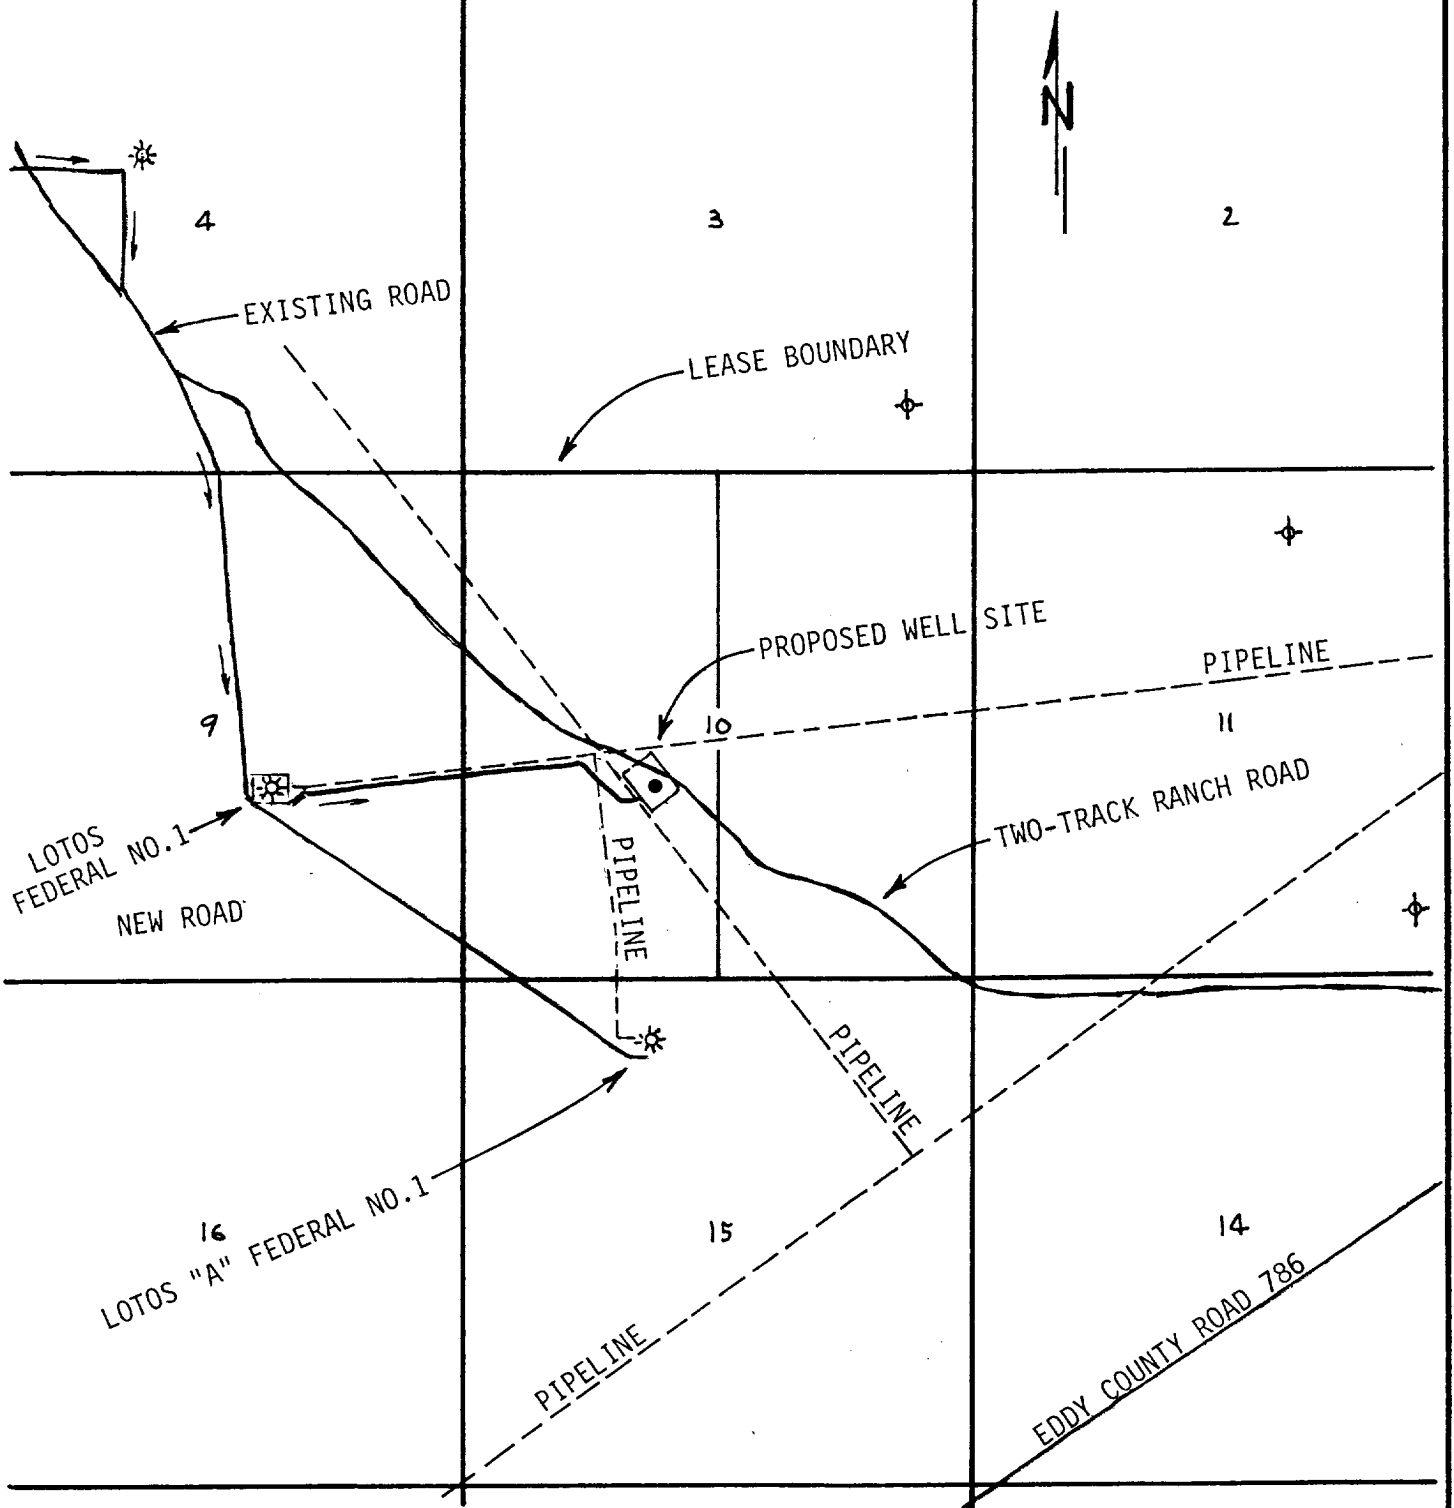 N
4
3
2
EXISTING ROAD
LEASE BOUNDARY
PROPOSED WELL SITE
PIPELINE
9
10
11
TWO-TRACK RANCH ROAD
LOTOS
FEDERAL NO.1
NEW ROAD
PIPELINE
PIPELINE
16
LOTOS "A" FEDERAL NO.1
15
14
PIPELINE
EDDY COUNTY ROAD 786